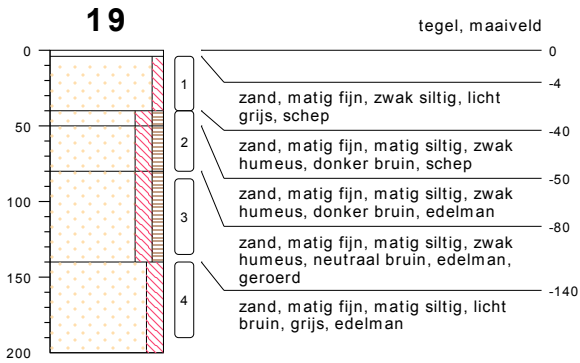 19
tegel, maaiveld
0
0
-4
1
zand, matig fijn, zwak siltig, licht
grijs, schep
-40
50
2
zand, matig fijn, matig siltig, zwak
humeus, donker bruin, schep
-50
zand, matig fijn, matig siltig, zwak
humeus, donker bruin, edelman
-80
100
3
zand, matig fijn, matig siltig, zwak
humeus, neutraal bruin, edelman,
geroerd
-140
150
4
zand, matig fijn, matig siltig, licht
bruin, grijs, edelman
200